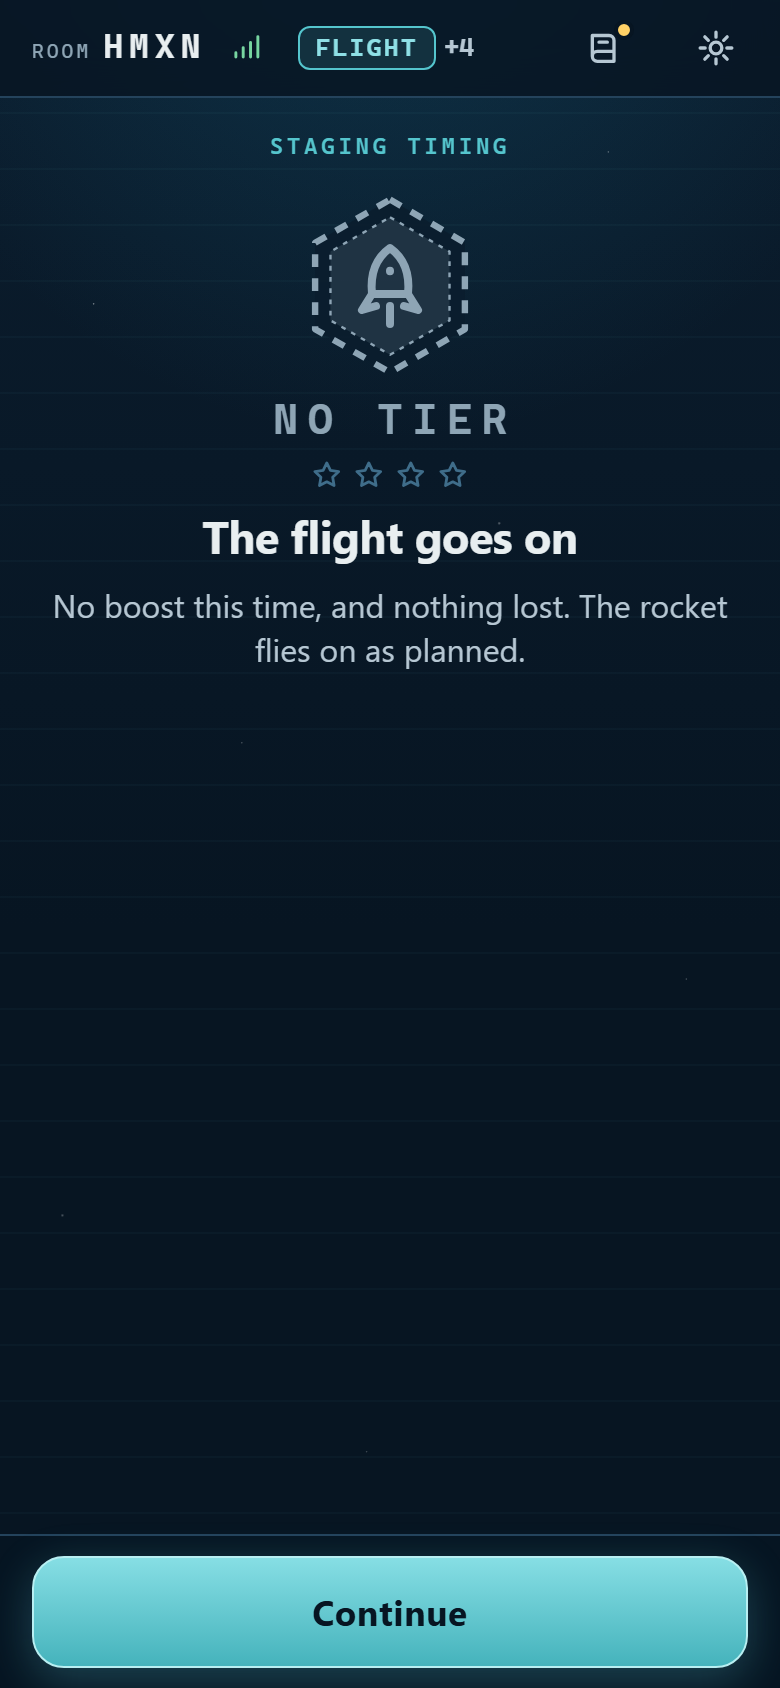 ROOM HMXN FLIGHT +4
STAGING TIMING
NO TIER
The flight goes on
No boost this time, and nothing lost. The rocket
flies on as planned.
Continue